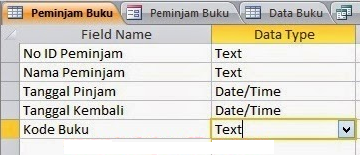 Peminjam Buku Peminjam Buku Data Buku
Field Name Data Type
No ID Peminjam Text
Nama Peminjam Text
Tanggal Pinjam Date/Time
Tanggal Kembali Date/Time
Kode Buku Text